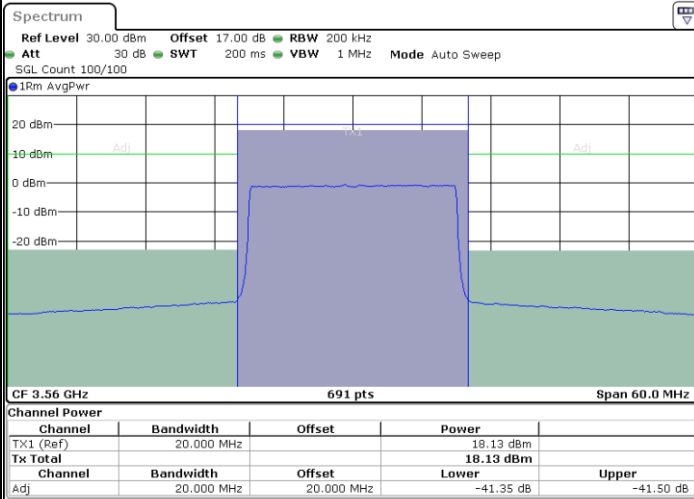 Spectrum
Ref Level 30.00 dBm Offset 17.00 dB RBW 200 kHz
Att 30 dB SWT 200 ms VBW 1 MHz Mode Auto Sweep
SGL Count 100/100
1Rm AvgPwr
20 dBm
TX1
Adj
Adj
10 dBm
0 dBm
-10 dBm
-20 dBm
CF 3.56 GHz 691 pts Span 60.0 MHz
Channel Power
Channel Bandwidth Offset Power
TX1 (Ref) 20.000 MHz 18.13 dBm
Tx Total 18.13 dBm
Channel Bandwidth Offset Lower Upper
Adj 20.000 MHz 20.000 MHz -41.35 dB -41.50 dB